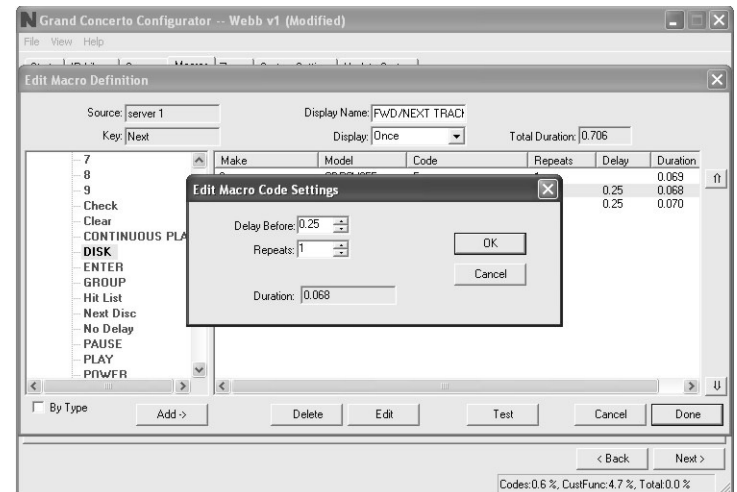 Grand Concerto Configurator -- Webb v1 (Modified)
File View Help
Edit Macro Definition
Source: server 1
Display Name: FWD/NEXT TRACK
Key: Next
Display: Once
Total Duration: 0.706
Make Model Code Repeats Delay Duration
7
8
9
Check
Clear
CONTINUOUS PLA
DISK
ENTER
GROUP
Hit List
Next Disc
No Delay
PAUSE
PLAY
POWER
0.069
0.25 0.068
0.25 0.070
Edit Macro Code Settings
Delay Before: 0.25
Repeats: 1
Duration: 0.068
OK
Cancel
By Type
Add ->
Delete Edit Test Cancel Done
< Back Next >
Codes:0.6 %, CustFunc:4.7 %, Total:0.0 %